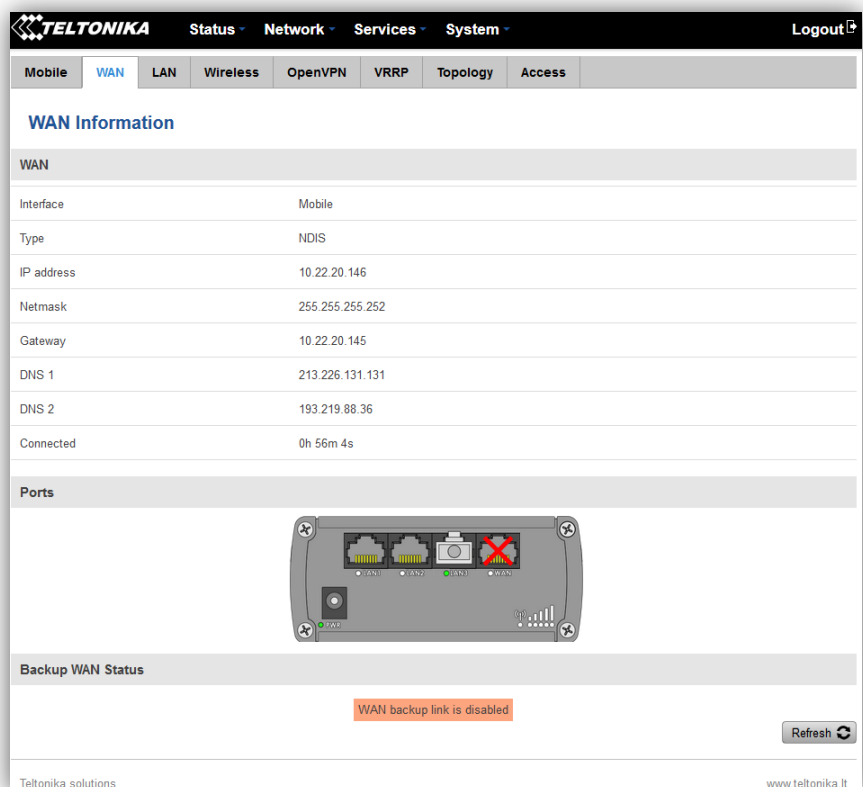 TELTONIKA Status Network Services System Logout
Mobile WAN LAN Wireless OpenVPN VRRP Topology Access
WAN Information
WAN
Interface Mobile
Type NDIS
IP address 10.22.20.146
Netmask 255.255.255.252
Gateway 10.22.20.145
DNS 1 213.226.131.131
DNS 2 193.219.88.36
Connected 0h 56m 4s
Ports
LAN1 LAN2 LAN3 WAN
PWR
Backup WAN Status
WAN backup link is disabled
Refresh
Teltonika solutions www.teltonika.lt